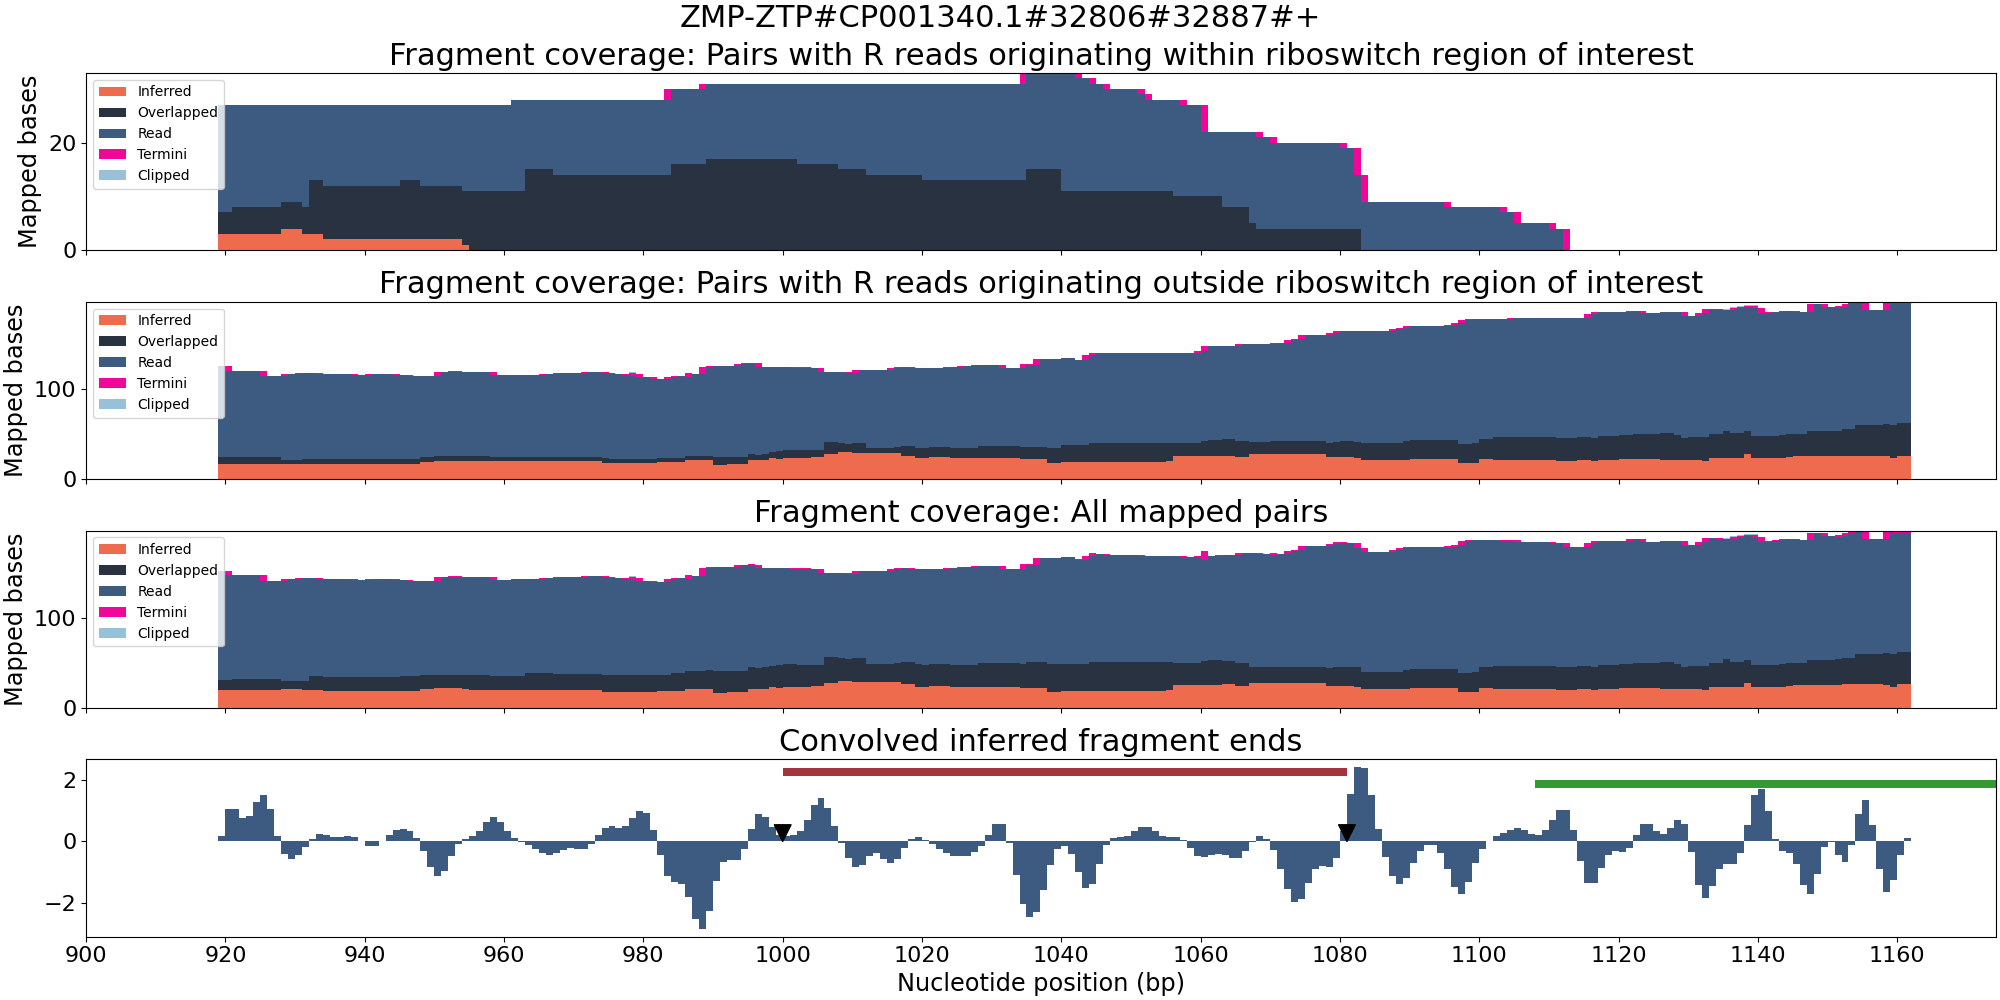 ZMP-ZTP#CP001340.1#32806#32887#+
Fragment coverage: Pairs with R reads originating within riboswitch region of interest
Mapped bases
20
0
Inferred
Overlapped
Read
Termini
Clipped
Fragment coverage: Pairs with R reads originating outside riboswitch region of interest
Mapped bases
100
0
Inferred
Overlapped
Read
Termini
Clipped
Fragment coverage: All mapped pairs
Mapped bases
100
0
Inferred
Overlapped
Read
Termini
Clipped
Convolved inferred fragment ends
2
0
−2
900 920 940 960 980 1000 1020 1040 1060 1080 1100 1120 1140 1160
Nucleotide position (bp)